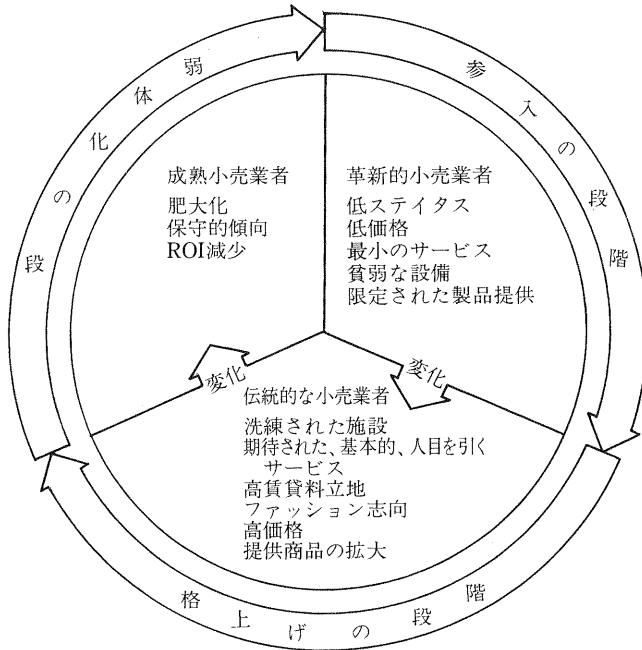 弱体化の段
参入の段階
成熟小売業者
肥大化
保守的傾向
ROI減少
革新的小売業者
低ステイタス
低価格
最小のサービス
貧弱な設備
限定された製品提供
変化
変化
伝統的な小売業者
洗練された施設
期待された、基本的、人目を引く
サービス
高賃貸料立地
ファッション志向
高価格
提供商品の拡大
格上げの段階